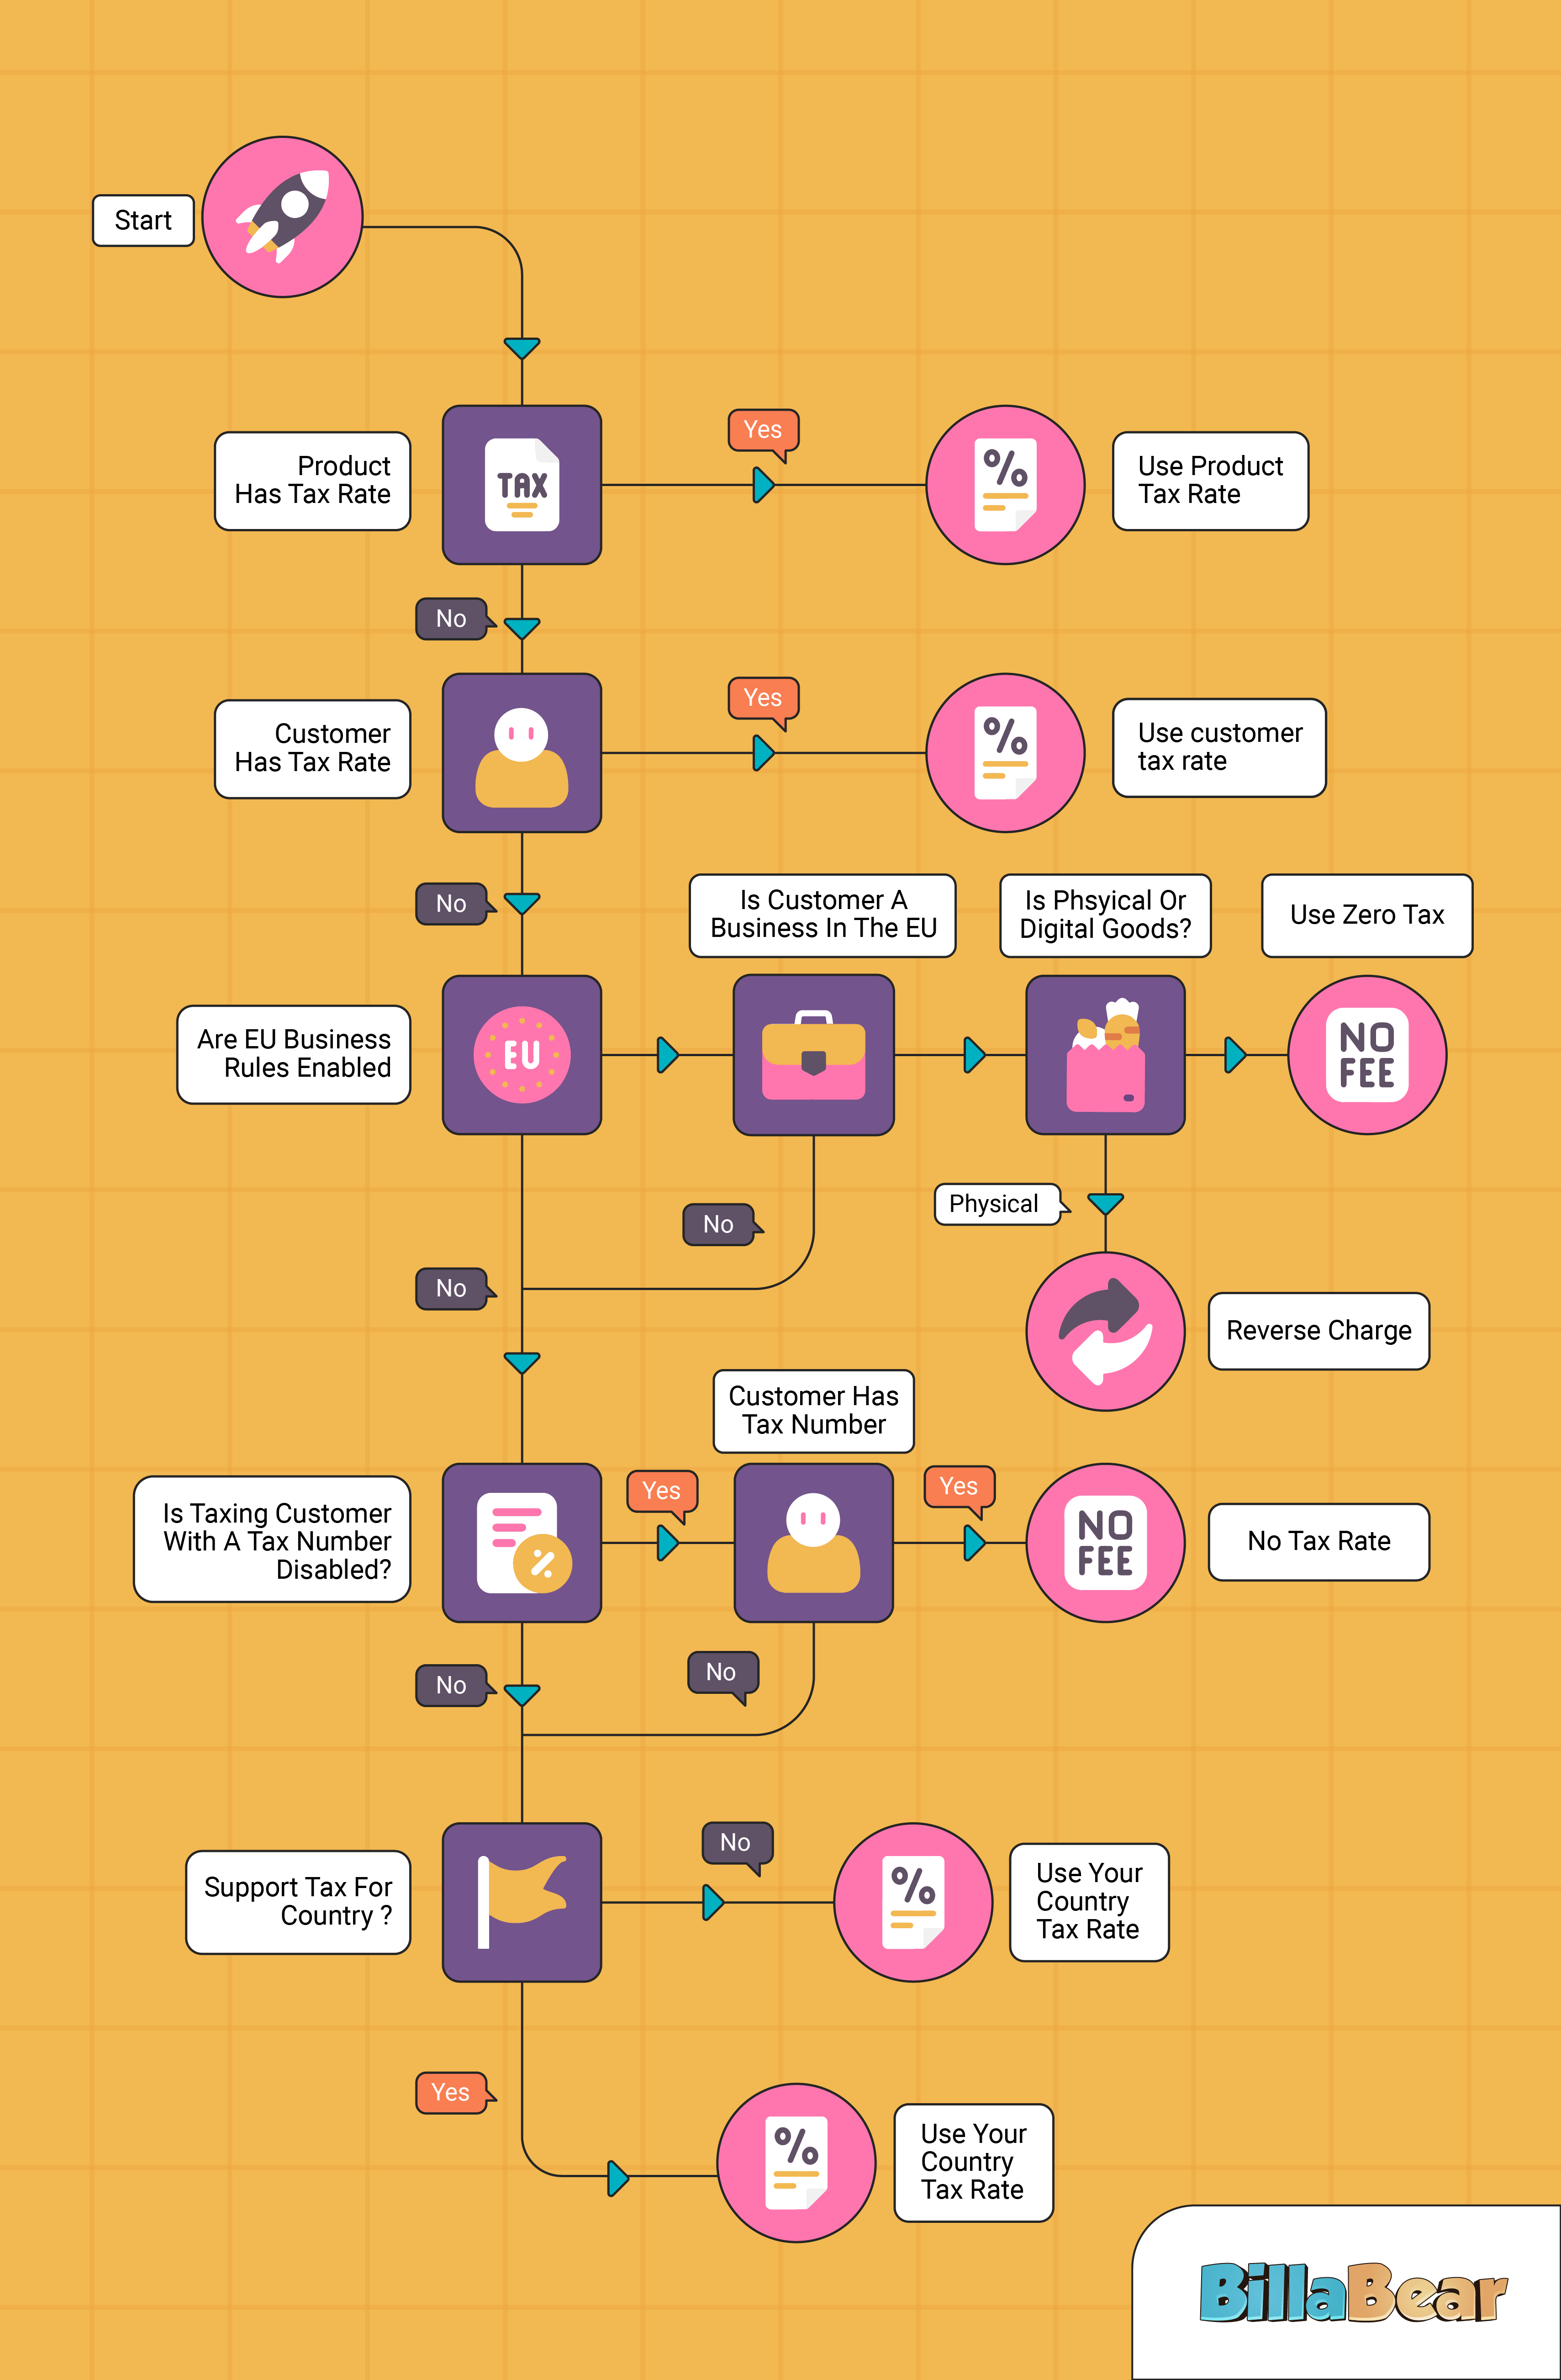 Start
Product
Has Tax Rate
TAX
Yes
%
Use Product
Tax Rate
No
Customer
Has Tax Rate
Yes
%
Use customer
tax rate
No
Is Customer A
Business In The EU
Is Phsyical Or
Digital Goods?
Use Zero Tax
Are EU Business
Rules Enabled
EU
NO
FEE
No
Physical
No
Reverse Charge
Customer Has
Tax Number
Is Taxing Customer
With A Tax Number
Disabled?
%
Yes
Yes
NO
FEE
No Tax Rate
No
No
Support Tax For
Country ?
No
%
Use Your
Country
Tax Rate
Yes
%
Use Your
Country
Tax Rate
BillaBear